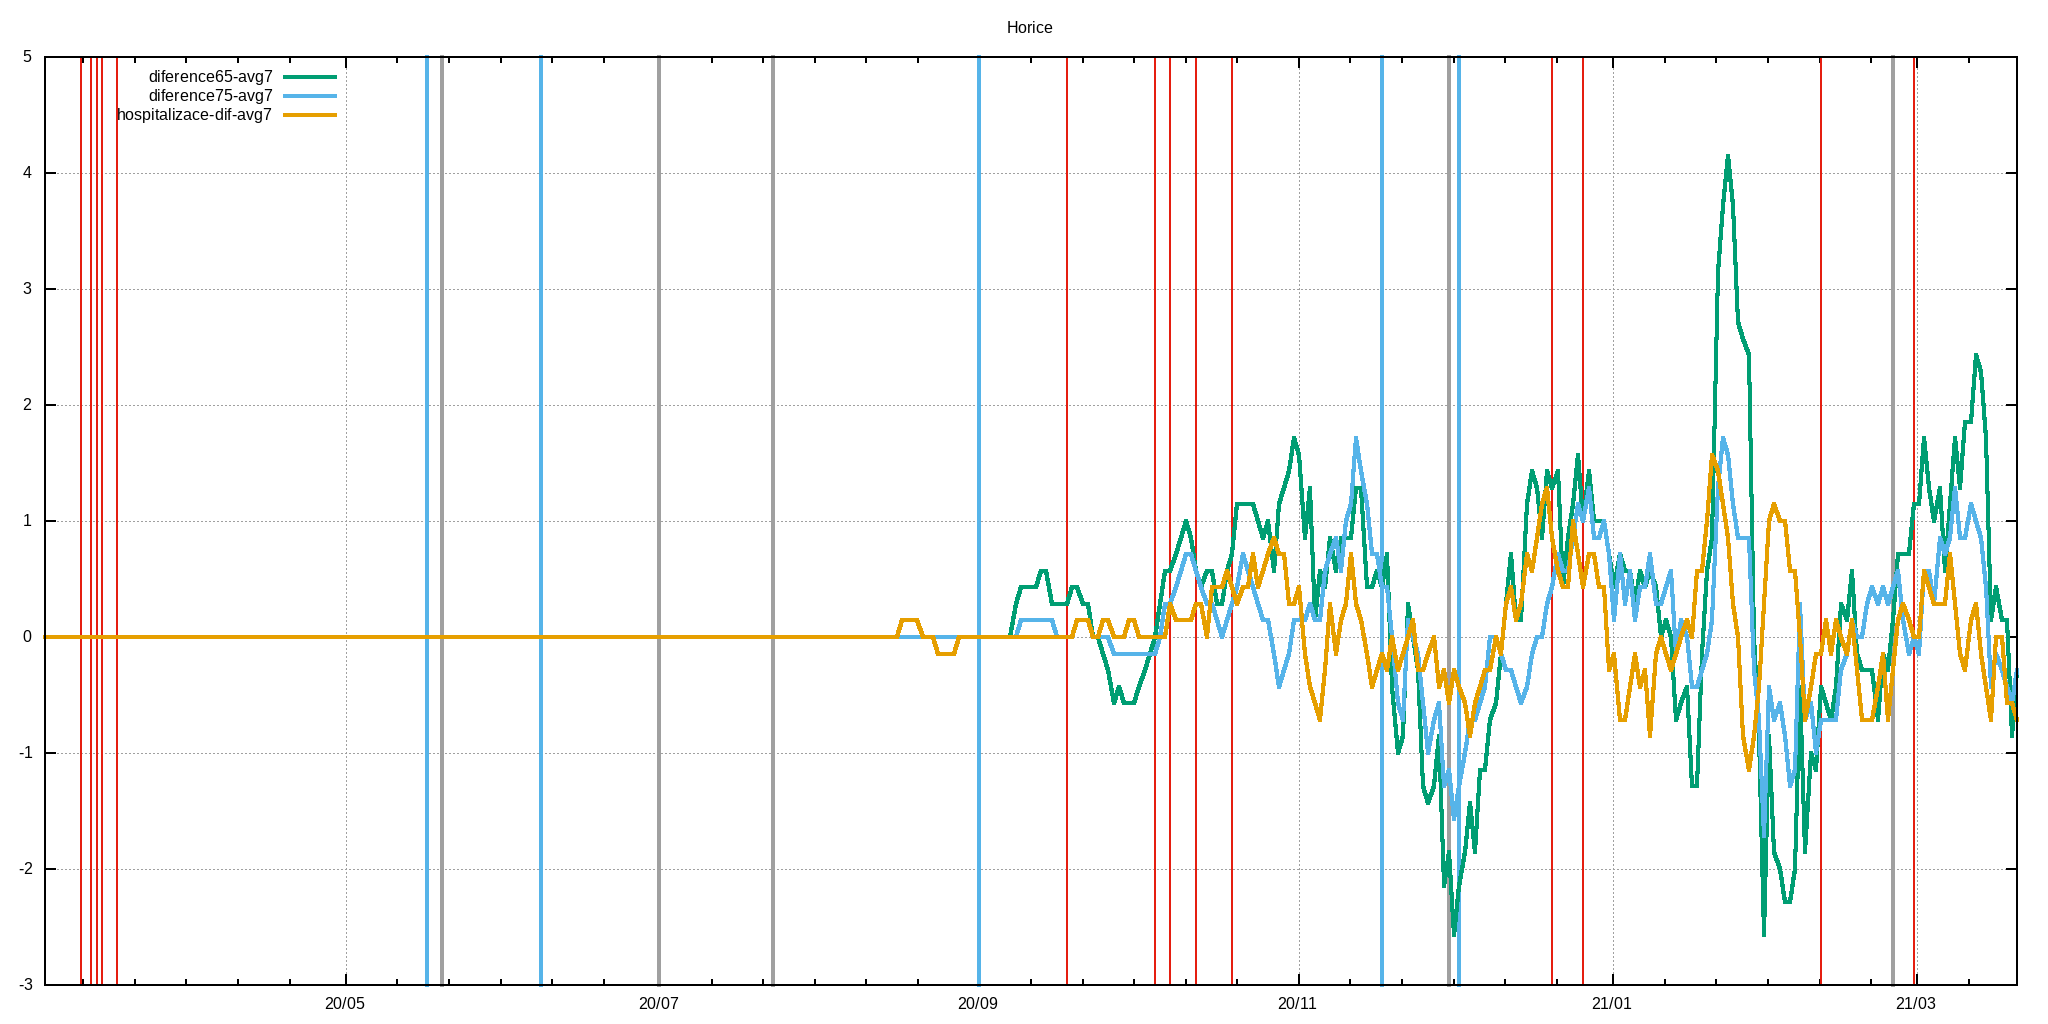 Horice
diference65-avg7
diference75-avg7
hospitalizace-dif-avg7
5
4
3
2
1
0
-1
-2
-3
20/05 20/07 20/09 20/11 21/01 21/03